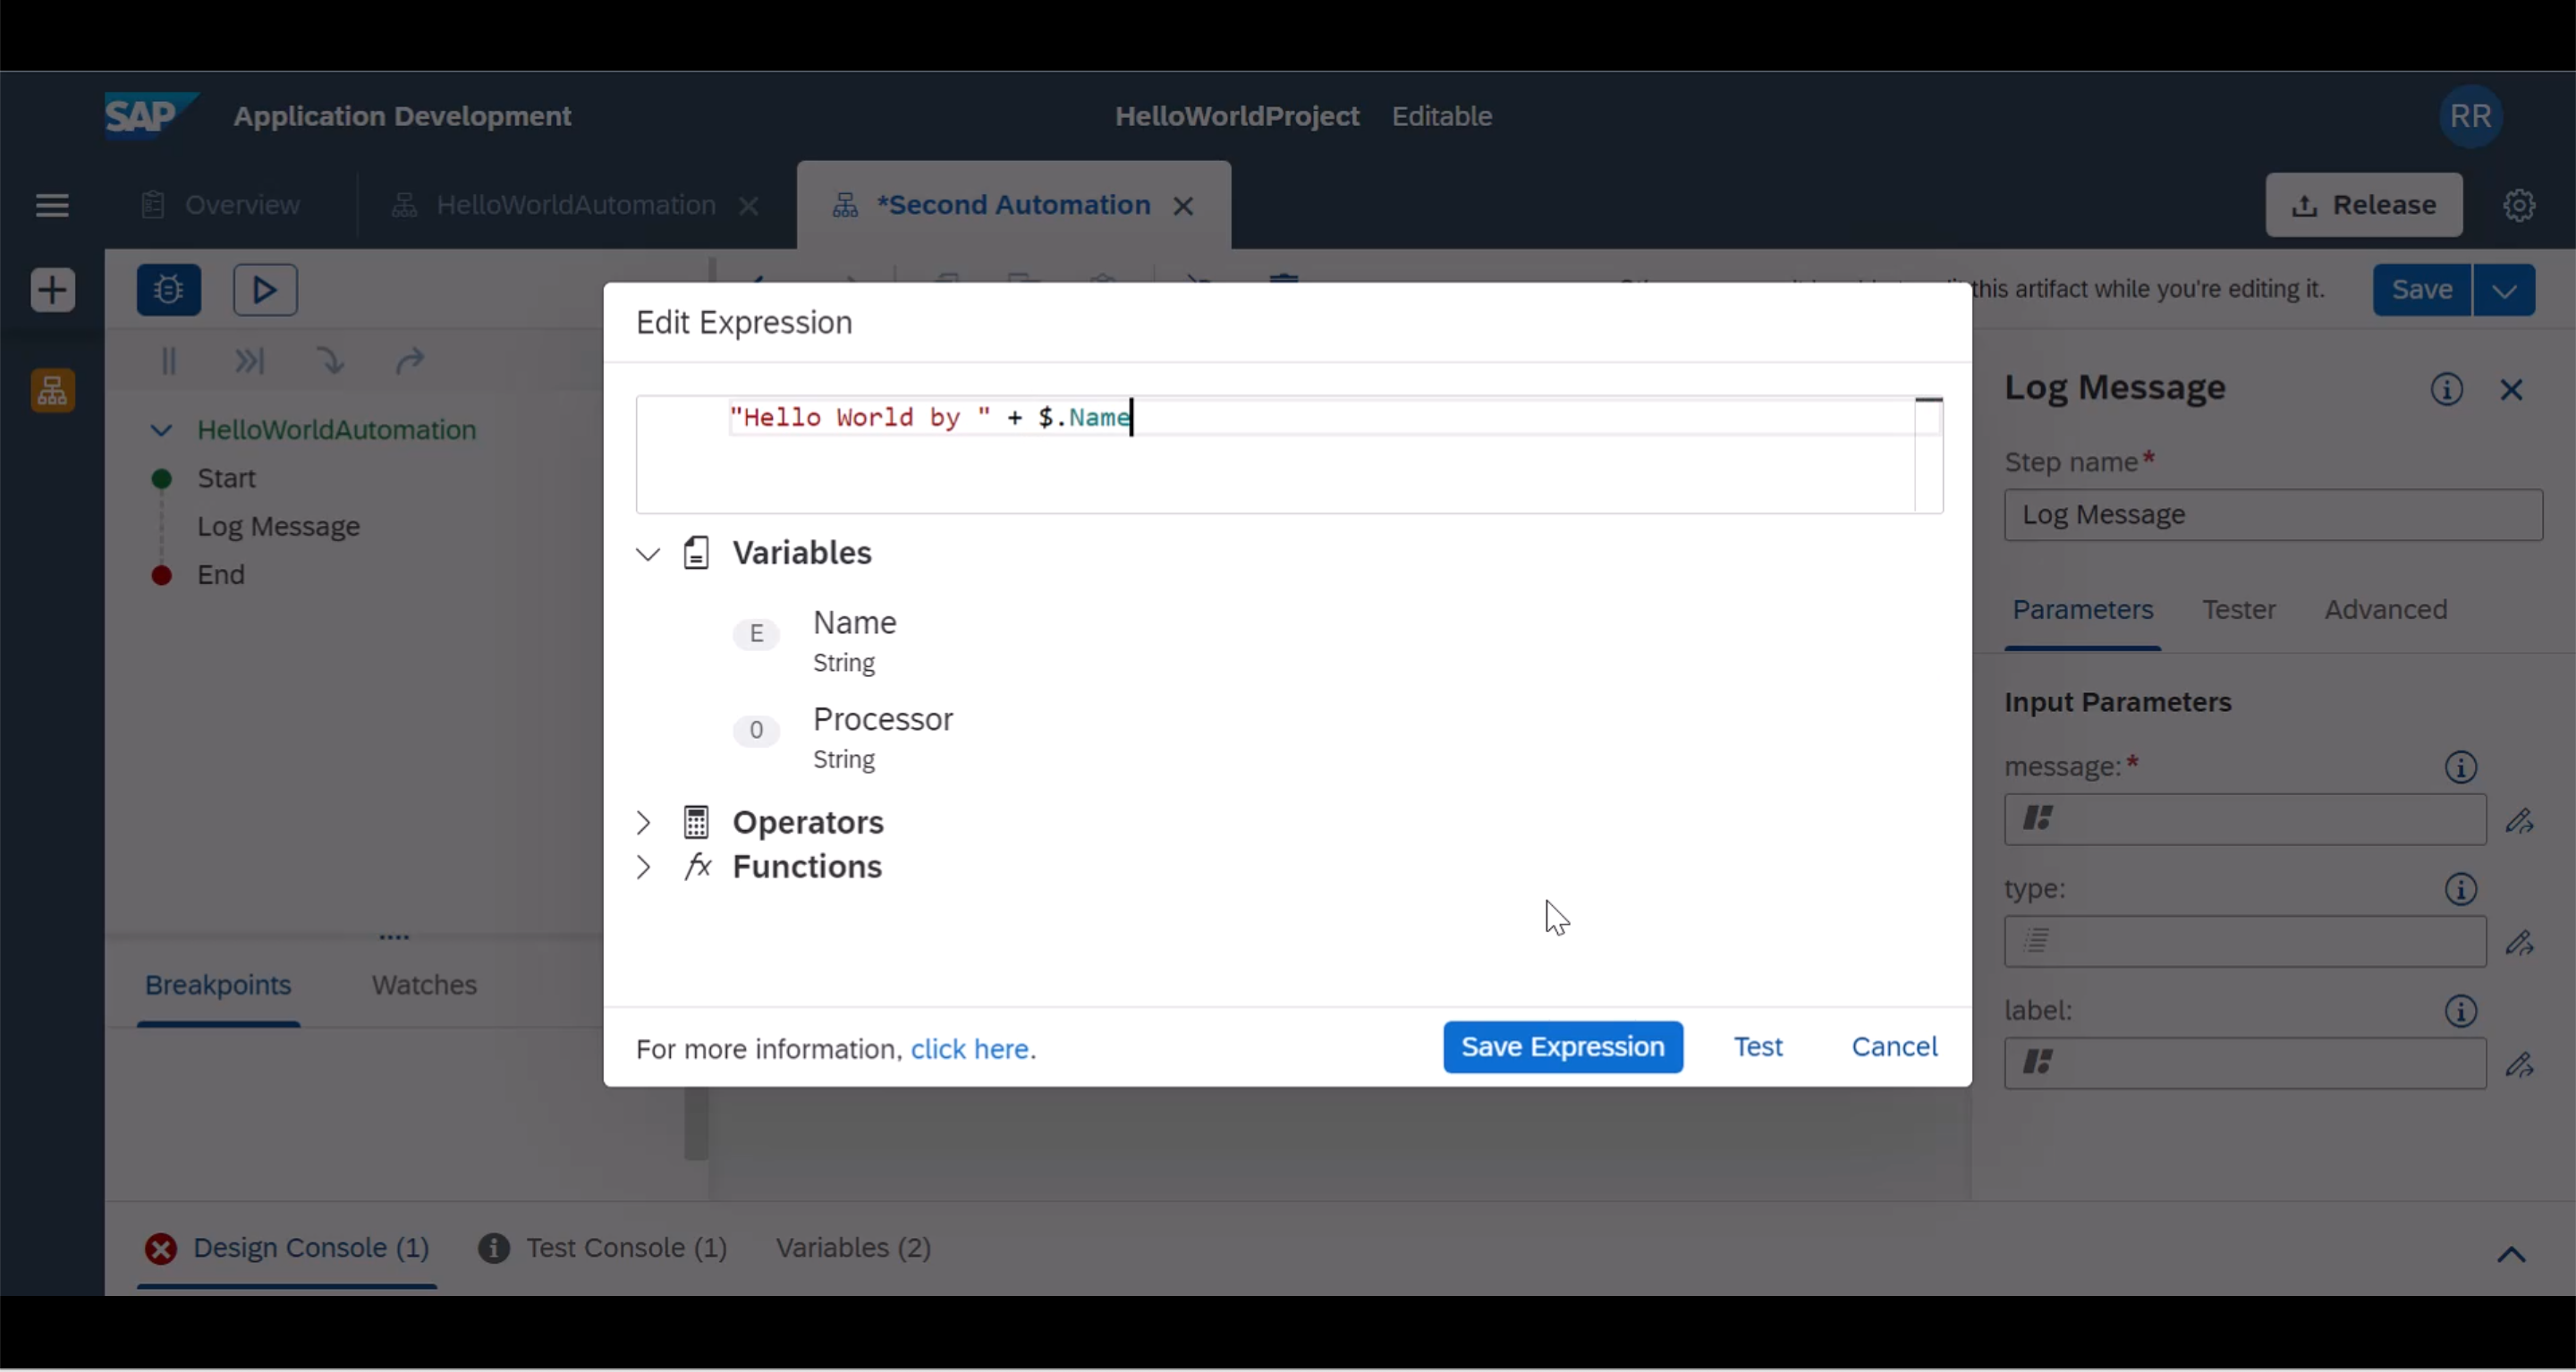 SAP Application Development HelloWorldProject Editable RR
Overview HelloWorldAutomation *Second Automation Release
this artifact while you're editing it. Save
Edit Expression
"Hello World by " + $.Name
Variables
E Name
String
0 Processor
String
Operators
fx Functions
For more information, click here. Save Expression Test Cancel
HelloWorldAutomation
Start
Log Message
End
Breakpoints Watches
Log Message
Step name*
Log Message
Parameters Tester Advanced
Input Parameters
message:*
type:
label:
Design Console (1) Test Console (1) Variables (2)